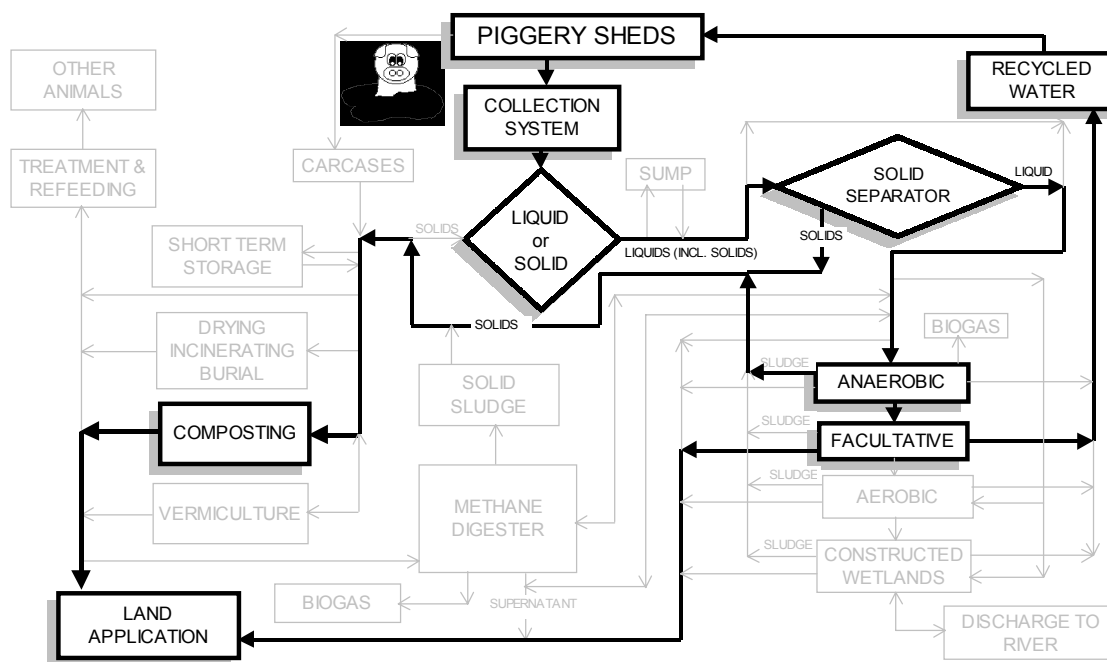 PIGGERY SHEDS
OTHER
ANIMALS
RECYCLED
WATER
COLLECTION
SYSTEM
TREATMENT &
REFEEDING
CARCASES
SUMP
SOLID
SEPARATOR
LIQUID
SOLIDS
LIQUID
or
SOLID
SOLIDS
LIQUIDS (INCL. SOLIDS)
SHORT TERM
STORAGE
SOLIDS
DRYING
INCINERATING
BURIAL
BIOGAS
SLUDGE
ANAEROBIC
SOLID
SLUDGE
COMPOSTING
SLUDGE
FACULTATIVE
SLUDGE
AEROBIC
VERMICULTURE
METHANE
DIGESTER
SLUDGE
CONSTRUCTED
WETLANDS
BIOGAS
SUPERNATANT
LAND
APPLICATION
DISCHARGE TO
RIVER